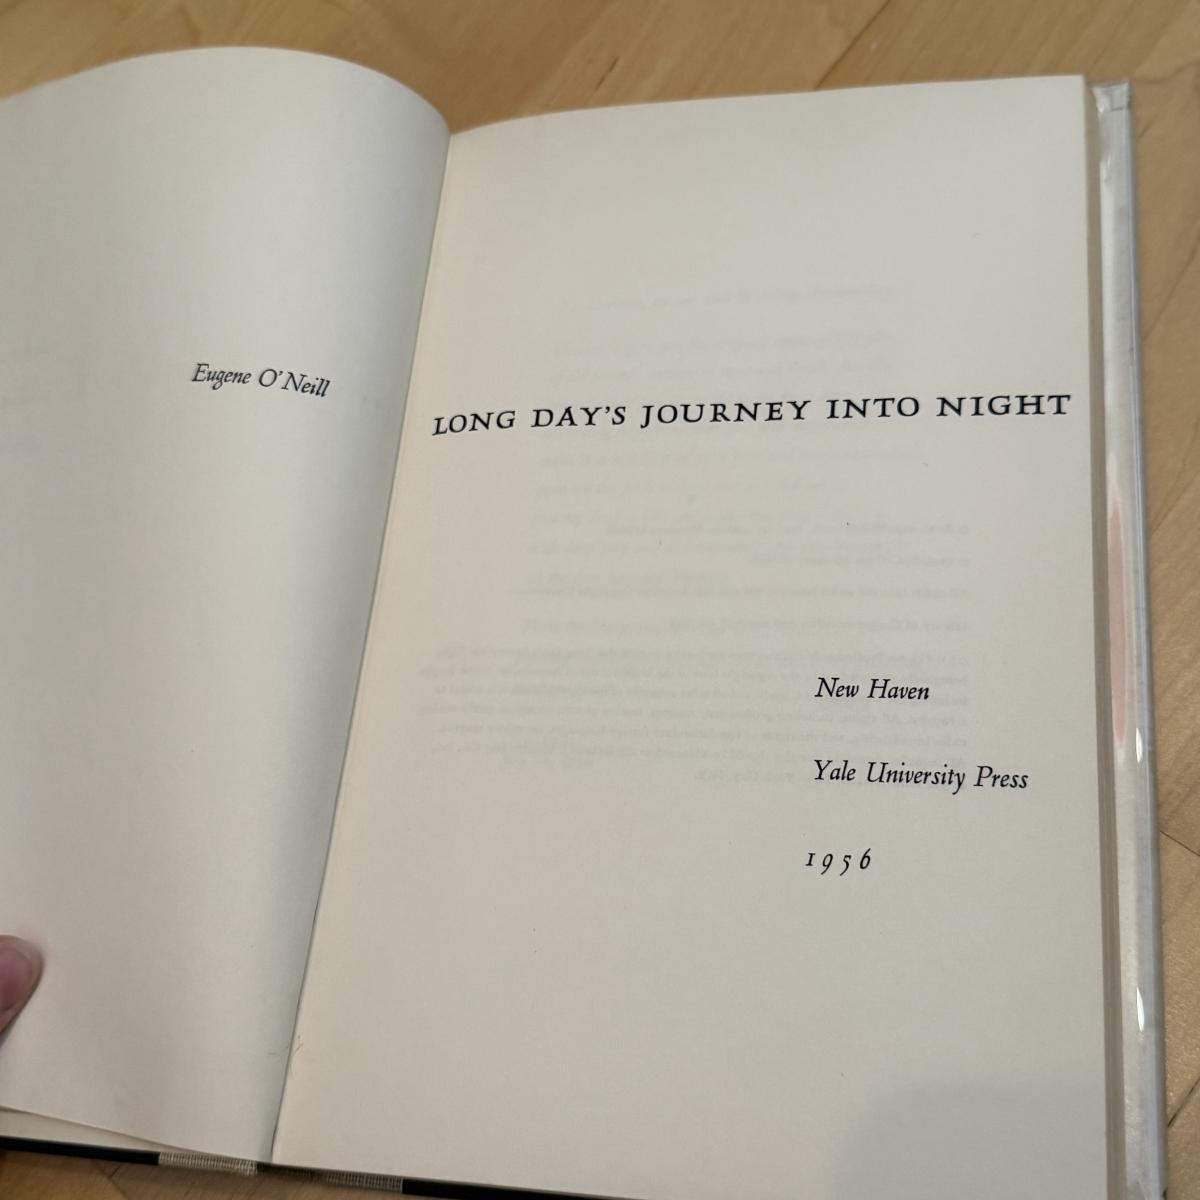 Eugene O'Neill
LONG DAY'S JOURNEY INTO NIGHT
New Haven
Yale University Press
1956